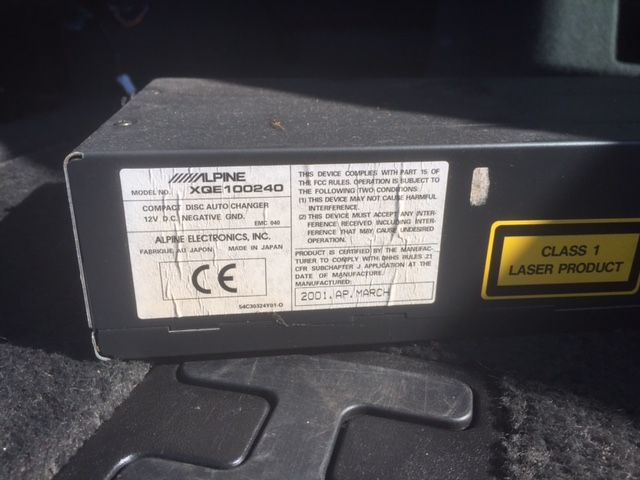 ALPINE
MODEL NO. XQE100240
COMPACT DISC AUTO CHANGER
12V D.C. NEGATIVE GND.
EMC 040
ALPINE ELECTRONICS, INC.
FABRIQUE AU JAPON, MADE IN JAPAN
CE
54C30324Y01-O
THIS DEVICE COMPLIES WITH PART 15 OF
THE FCC RULES. OPERATION IS SUBJECT TO
THE FOLLOWING TWO CONDITIONS:
(1) THIS DEVICE MAY NOT CAUSE HARMFUL
INTERFERENCE.
(2) THIS DEVICE MUST ACCEPT ANY INTER-
FERENCE RECEIVED INCLUDING INTER-
FERENCE THAT MAY CAUSE UNDESIRED
OPERATION.
PRODUCT IS CERTIFIED BY THE MANUFAC-
TURER TO COMPLY WITH DHHS RULES 21
CFR SUBCHAPTER J APPLICATION AT THE
DATE OF MANUFACTURE.
MANUFACTURED:
2001.AP.MARCH
CLASS 1
LASER PRODUCT